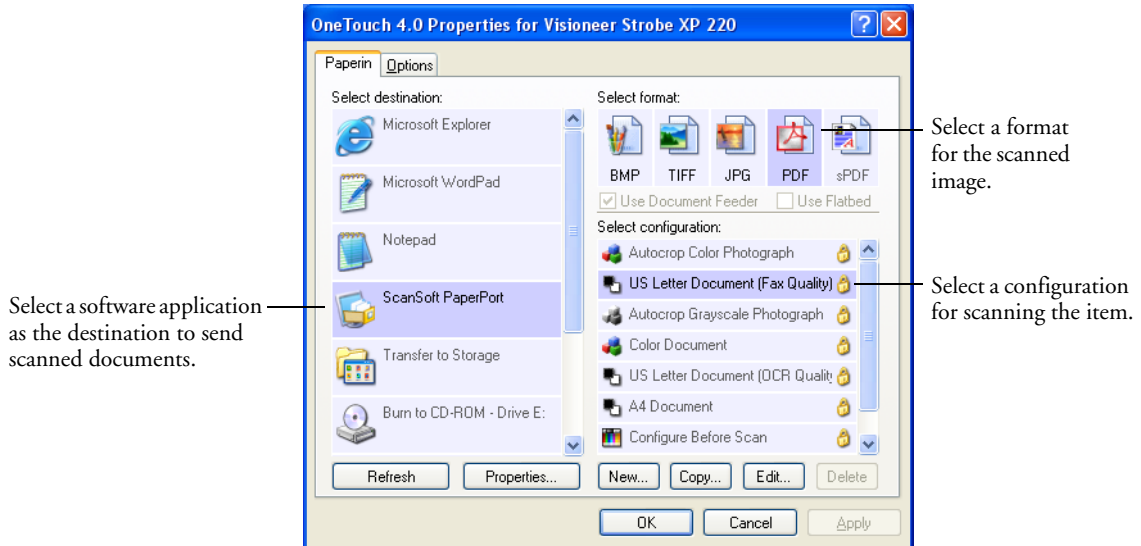 OneTouch 4.0 Properties for Visioneer Strobe XP 220
Paperin
Options
Select destination:
Microsoft Explorer
Microsoft WordPad
Notepad
ScanSoft PaperPort
Transfer to Storage
Burn to CD-ROM - Drive E:
Refresh
Properties...
Select format:
BMP
TIFF
JPG
PDF
sPDF
Use Document Feeder
Use Flatbed
Select configuration:
Autocrop Color Photograph
US Letter Document (Fax Quality)
Autocrop Grayscale Photograph
Color Document
US Letter Document (OCR Quality
A4 Document
Configure Before Scan
New...
Copy...
Edit...
Delete
OK
Cancel
Apply
Select a software application
as the destination to send
scanned documents.
Select a format
for the scanned
image.
Select a configuration
for scanning the item.